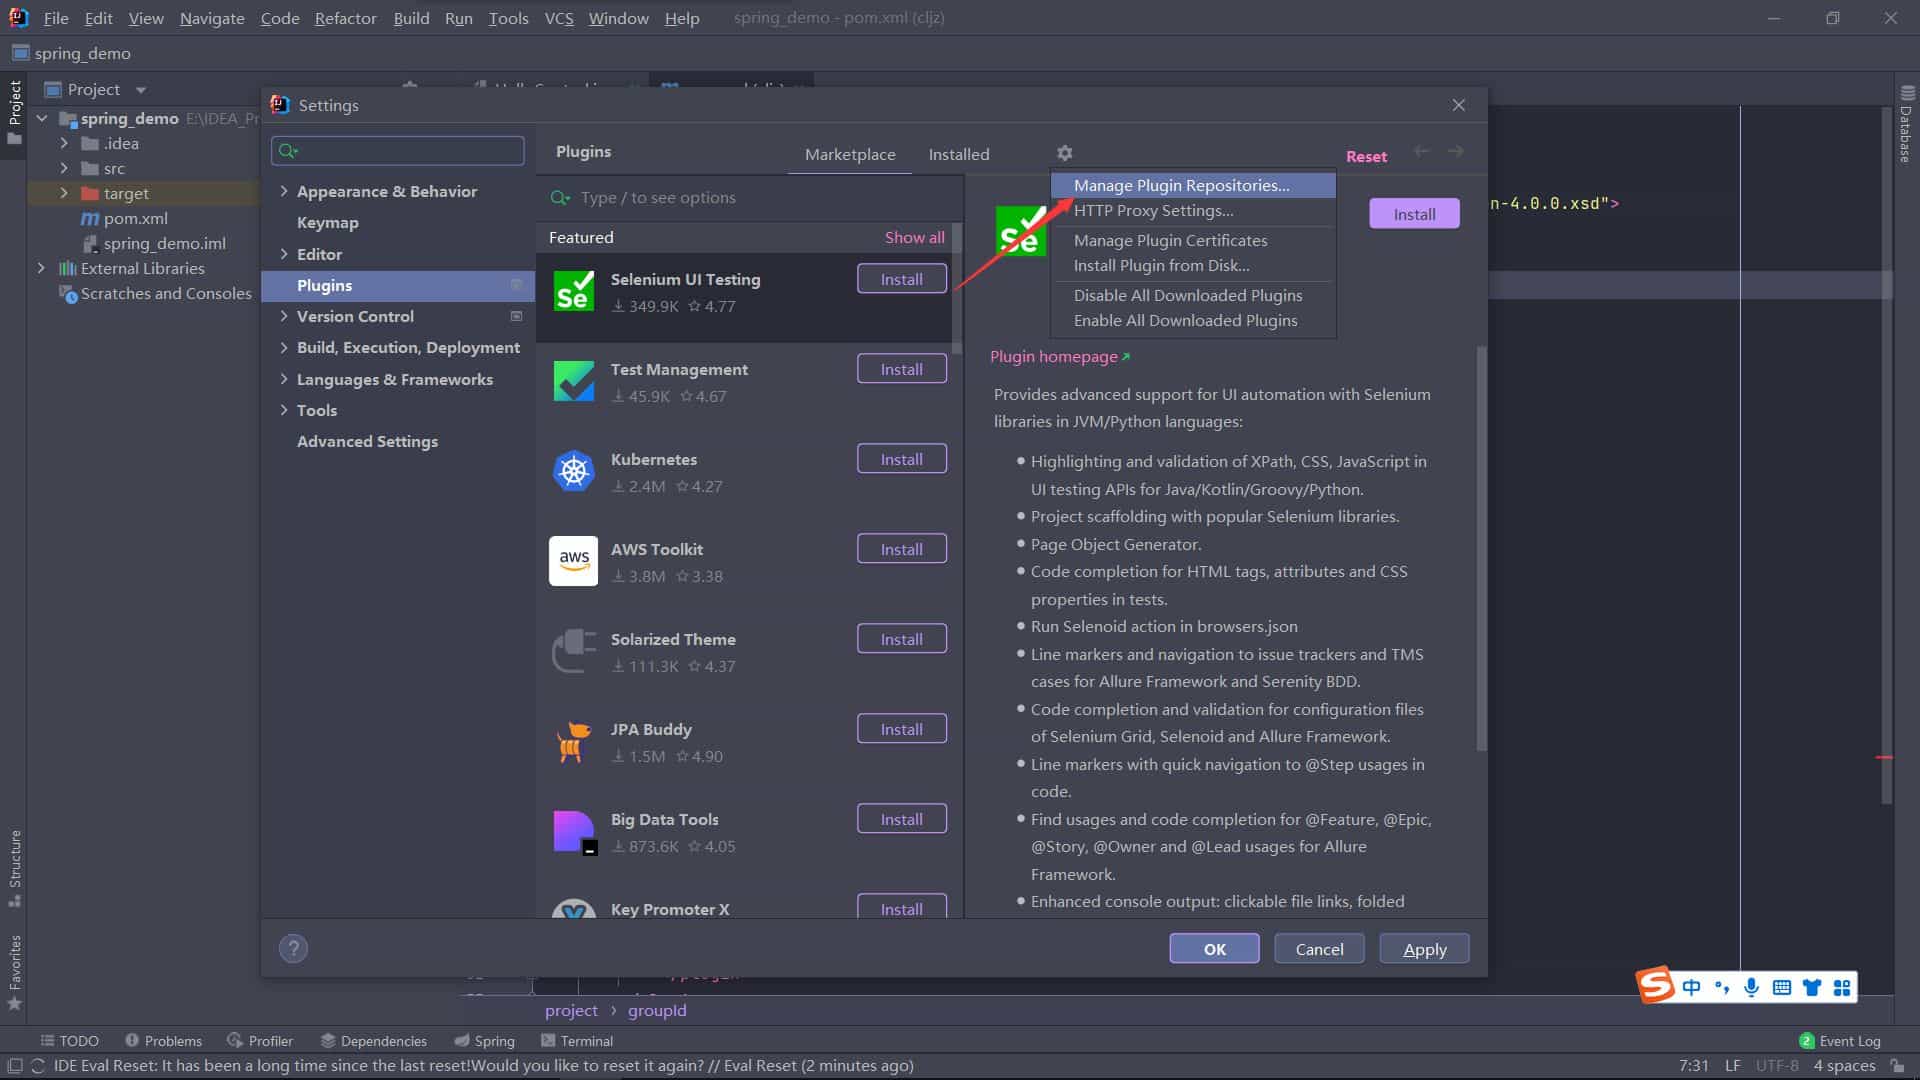 File Edit View Navigate Code Refactor Build Run Tools VCS Window Help spring_demo - pom.xml (cljz)
spring_demo
Project
Project
spring_demo E:\IDEA_Pr
.idea
src
target
m pom.xml
spring_demo.iml
External Libraries
Scratches and Consoles
Structure
Favorites
Database
Settings
Appearance & Behavior
Keymap
Editor
Plugins
Version Control
Build, Execution, Deployment
Languages & Frameworks
Tools
Advanced Settings
Plugins Marketplace Installed Reset
Type / to see options
Featured Show all
Se Selenium UI Testing Install
349.9K 4.77
Test Management Install
45.9K 4.67
Kubernetes Install
2.4M 4.27
aws AWS Toolkit Install
3.8M 3.38
Solarized Theme Install
111.3K 4.37
JPA Buddy Install
1.5M 4.90
Big Data Tools Install
873.6K 4.05
Key Promoter X Install
Manage Plugin Repositories...
HTTP Proxy Settings...
Manage Plugin Certificates
Install Plugin from Disk...
Disable All Downloaded Plugins
Enable All Downloaded Plugins
Se
Install
n-4.0.0.xsd">
Plugin homepage
Provides advanced support for UI automation with Selenium
libraries in JVM/Python languages:
Highlighting and validation of XPath, CSS, JavaScript in
UI testing APIs for Java/Kotlin/Groovy/Python.
Project scaffolding with popular Selenium libraries.
Page Object Generator.
Code completion for HTML tags, attributes and CSS
properties in tests.
Run Selenoid action in browsers.json
Line markers and navigation to issue trackers and TMS
cases for Allure Framework and Serenity BDD.
Code completion and validation for configuration files
of Selenium Grid, Selenoid and Allure Framework.
Line markers with quick navigation to @Step usages in
code.
Find usages and code completion for @Feature, @Epic,
@Story, @Owner and @Lead usages for Allure
Framework.
Enhanced console output: clickable file links, folded
? OK Cancel Apply
S 中
project › groupId
TODO Problems Profiler Dependencies Spring Terminal 2 Event Log
IDE Eval Reset: It has been a long time since the last reset!Would you like to reset it again? // Eval Reset (2 minutes ago) 7:31 LF UTF-8 4 spaces